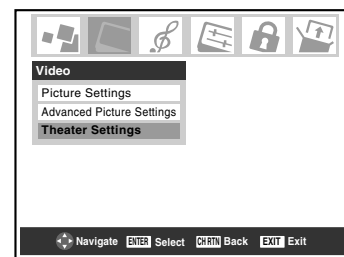 Video
Picture Settings
Advanced Picture Settings
Theater Settings
Navigate ENTER Select CH RTN Back EXIT Exit